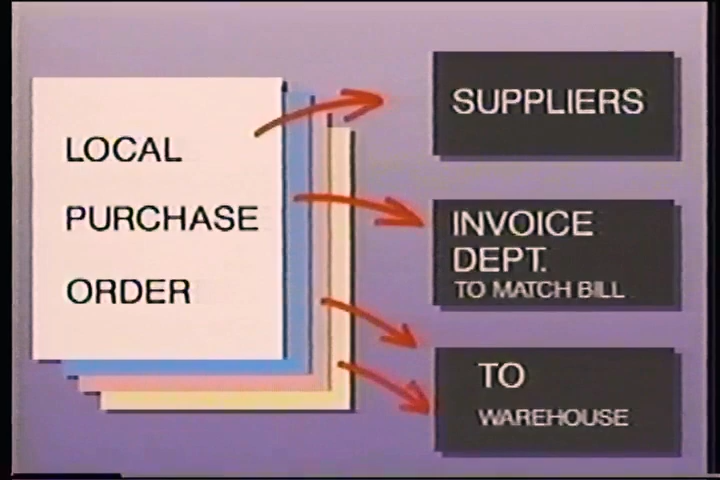 LOCAL
PURCHASE
ORDER
SUPPLIERS
INVOICE
DEPT.
TO MATCH BILL
TO
WAREHOUSE